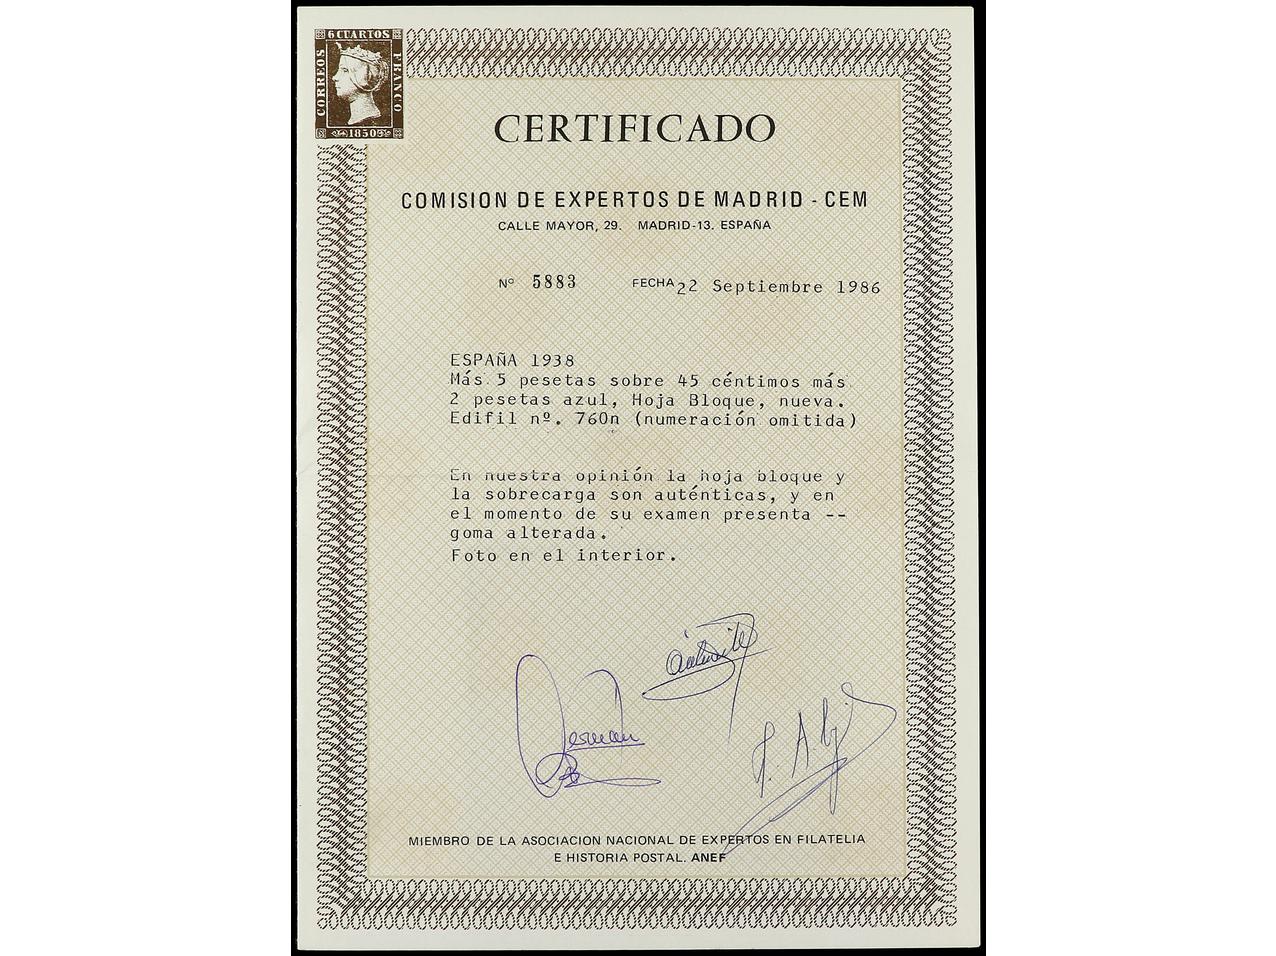 6 CUARTOS
CORREOS
FRANCO
1850
CERTIFICADO
COMISION DE EXPERTOS DE MADRID - CEM
CALLE MAYOR, 29. MADRID-13. ESPAÑA
Nº 5883 FECHA 22 Septiembre 1986
ESPAÑA 1938
Más 5 pesetas sobre 45 céntimos más
2 pesetas azul, Hoja Bloque, nueva.
Edifil nº. 760n (numeración omitida)
En nuestra opinión la hoja bloque y
la sobrecarga son auténticas, y en
el momento de su examen presenta --
goma alterada.
Foto en el interior.
MIEMBRO DE LA ASOCIACION NACIONAL DE EXPERTOS EN FILATELIA
E HISTORIA POSTAL. ANEF